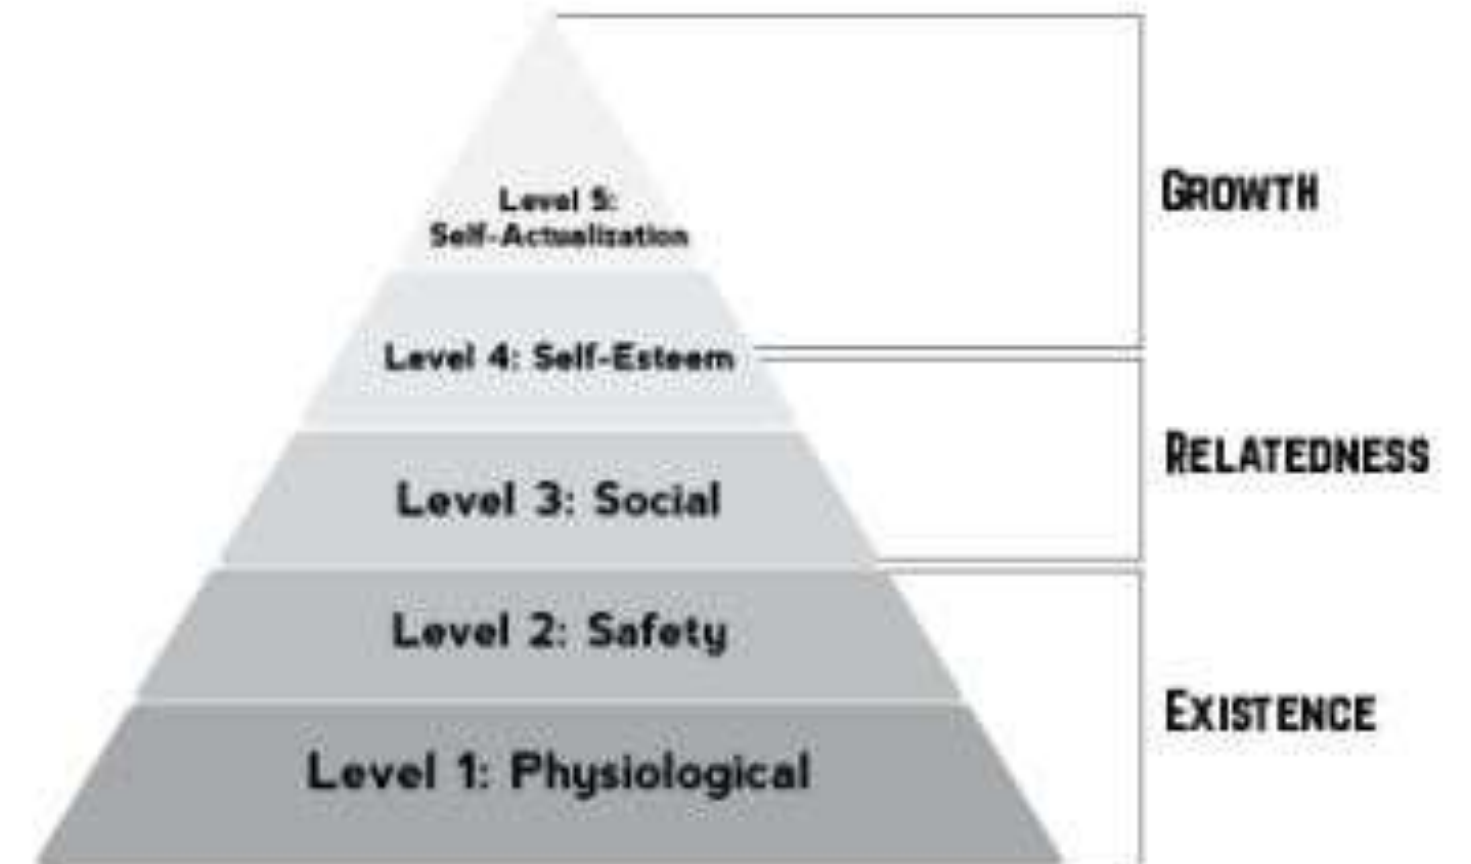 Level 5:
Self-Actualization
GROWTH
Level 4: Self-Esteem
Level 3: Social
RELATEDNESS
Level 2: Safety
EXISTENCE
Level 1: Physiological